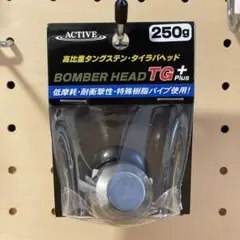 ACTIVE
250g
高比重タングステン・タイラバヘッド
BOMBER HEAD TG+Plus
低摩耗・耐衝撃性・特殊樹脂パイプ使用!